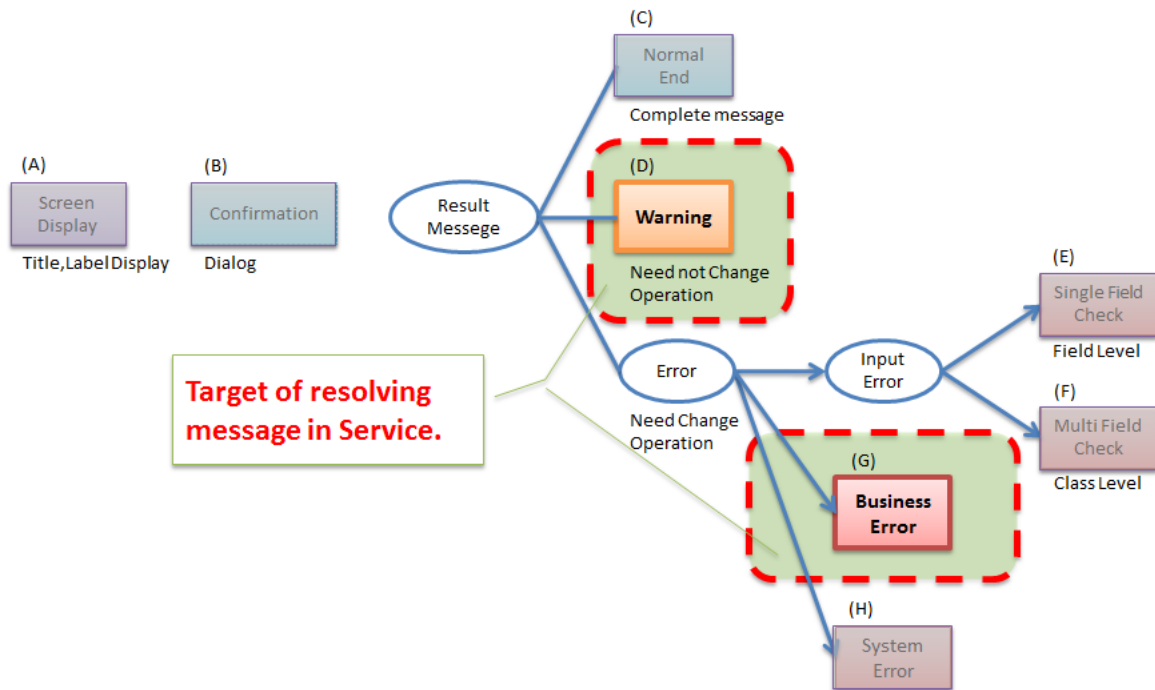 (C)
Normal
End
Complete message
(A)
Screen
Display
Title,Label Display
(B)
Confirmation
Dialog
Result
Messege
(D)
Warning
Need not Change
Operation
Target of resolving
message in Service.
Error
Need Change
Operation
Input
Error
(E)
Single Field
Check
Field Level
(F)
Multi Field
Check
Class Level
(G)
Business
Error
(H)
System
Error